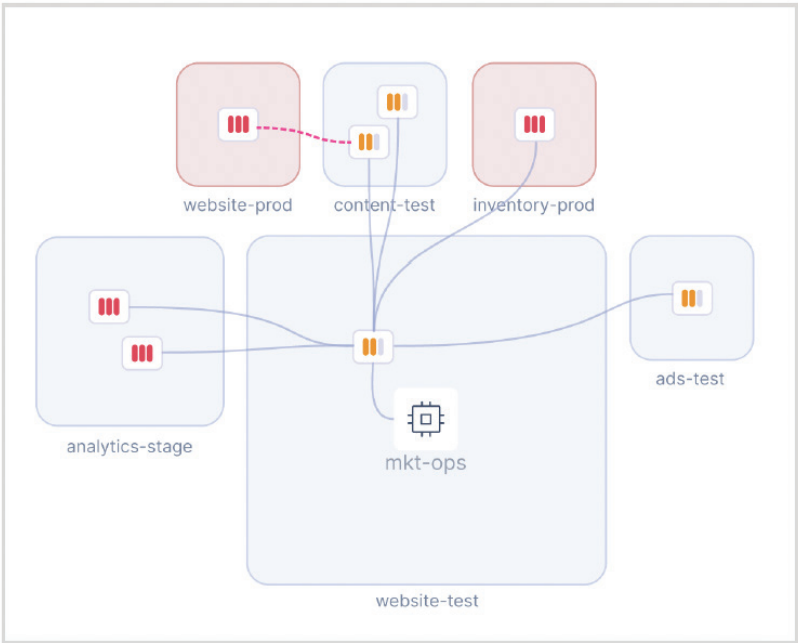 website-prod
content-test
inventory-prod
analytics-stage
ads-test
mkt-ops
website-test